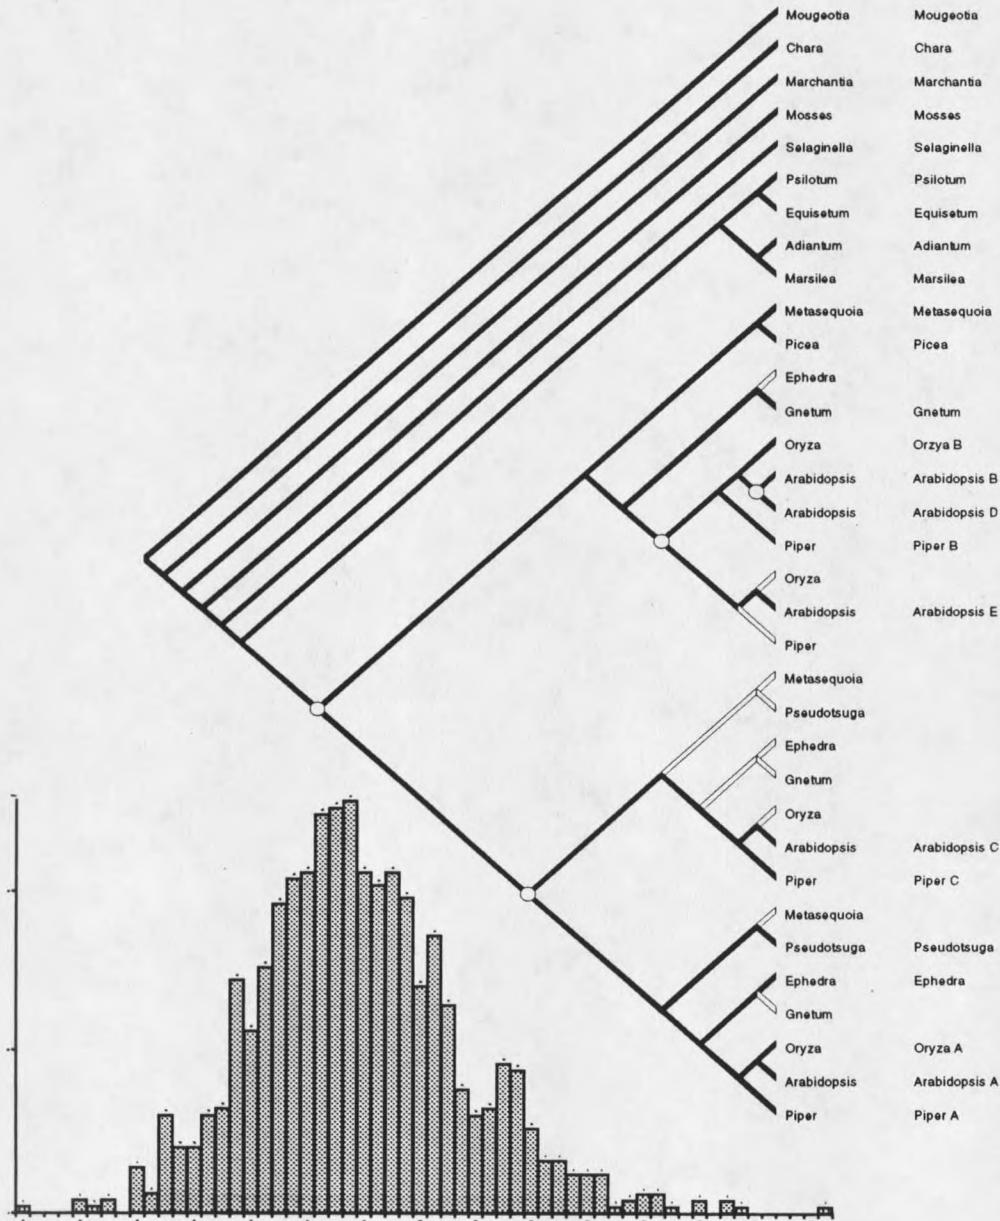 Mougeotia Mougeotia
Chara Chara
Marchantia Marchantia
Mosses Mosses
Selaginella Selaginella
Psilotum Psilotum
Equisetum Equisetum
Adiantum Adiantum
Marsilea Marsilea
Metasequoia Metasequoia
Picea Picea
Ephedra
Gnetum Gnetum
Oryza Orzya B
Arabidopsis Arabidopsis B
Arabidopsis Arabidopsis D
Piper Piper B
Oryza
Arabidopsis Arabidopsis E
Piper
Metasequoia
Pseudotsuga
Ephedra
Gnetum
Oryza
Arabidopsis Arabidopsis C
Piper Piper C
Metasequoia
Pseudotsuga Pseudotsuga
Ephedra Ephedra
Gnetum
Oryza Oryza A
Arabidopsis Arabidopsis A
Piper Piper A